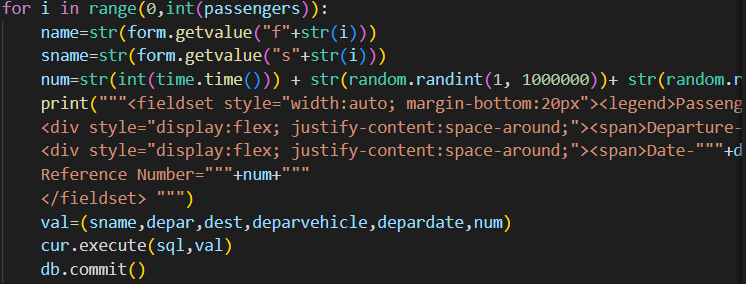 for i in range(0,int(passengers)):
    name=str(form.getvalue("f"+str(i)))
    sname=str(form.getvalue("s"+str(i)))
    num=str(int(time.time())) + str(random.randint(1, 1000000))+ str(random.r
    print("""<fieldset style="width:auto; margin-bottom:20px"><legend>Passeng
    <div style="display:flex; justify-content:space-around;"><span>Departure-
    <div style="display:flex; justify-content:space-around;"><span>Date-"""+d
    Reference Number="""+num+"""
    </fieldset> """)
    val=(sname,depar,dest,deparvehicle,depardate,num)
    cur.execute(sql,val)
    db.commit()